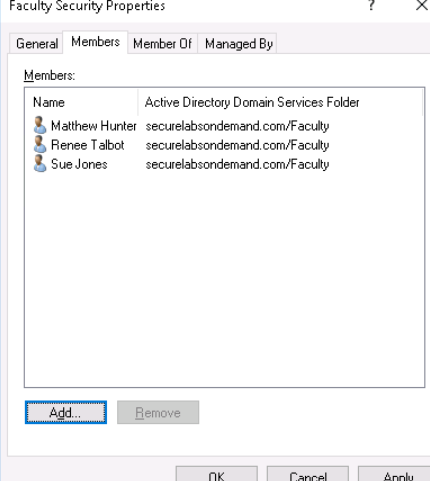 Faculty Security Properties ? X
General Members Member Of Managed By
Members:
Name Active Directory Domain Services Folder
Matthew Hunter securelabsondemand.com/Faculty
Renee Talbot securelabsondemand.com/Faculty
Sue Jones securelabsondemand.com/Faculty
Add... Remove
OK Cancel Apply